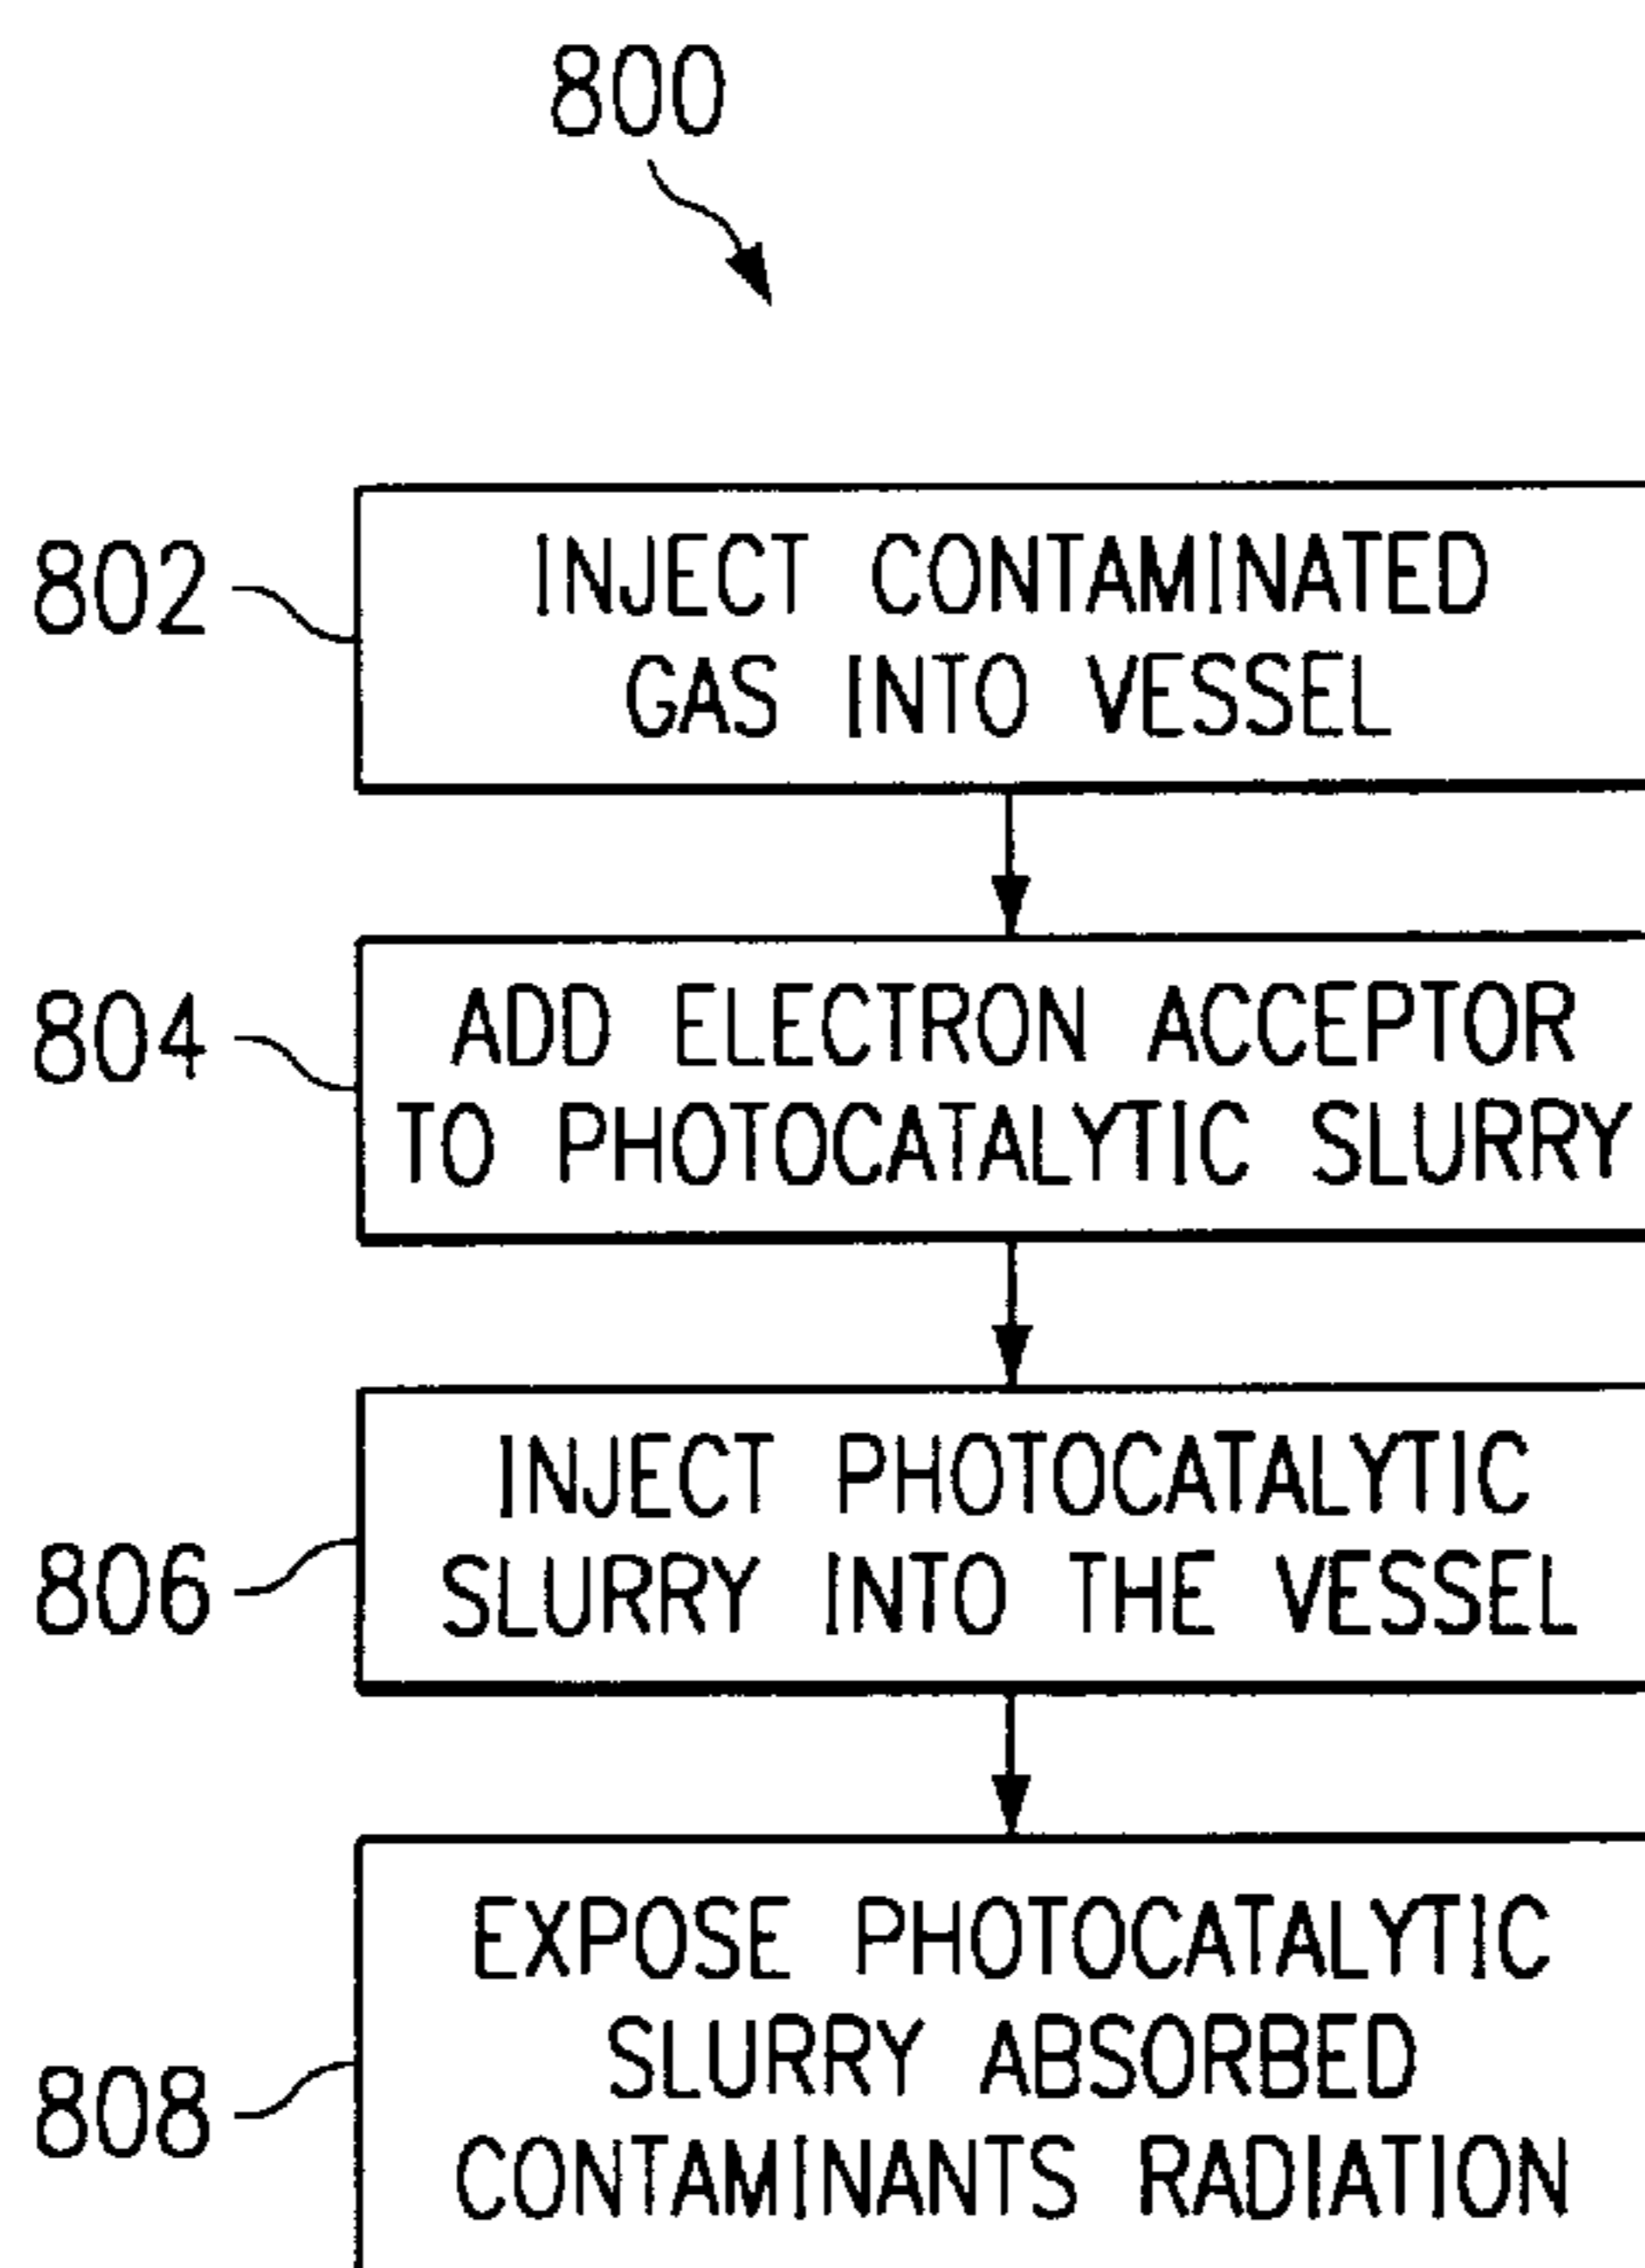 800
802
INJECT CONTAMINATED
GAS INTO VESSEL
804
ADD ELECTRON ACCEPTOR
TO PHOTOCATALYTIC SLURRY
806
INJECT PHOTOCATALYTIC
SLURRY INTO THE VESSEL
808
EXPOSE PHOTOCATALYTIC
SLURRY ABSORBED
CONTAMINANTS RADIATION